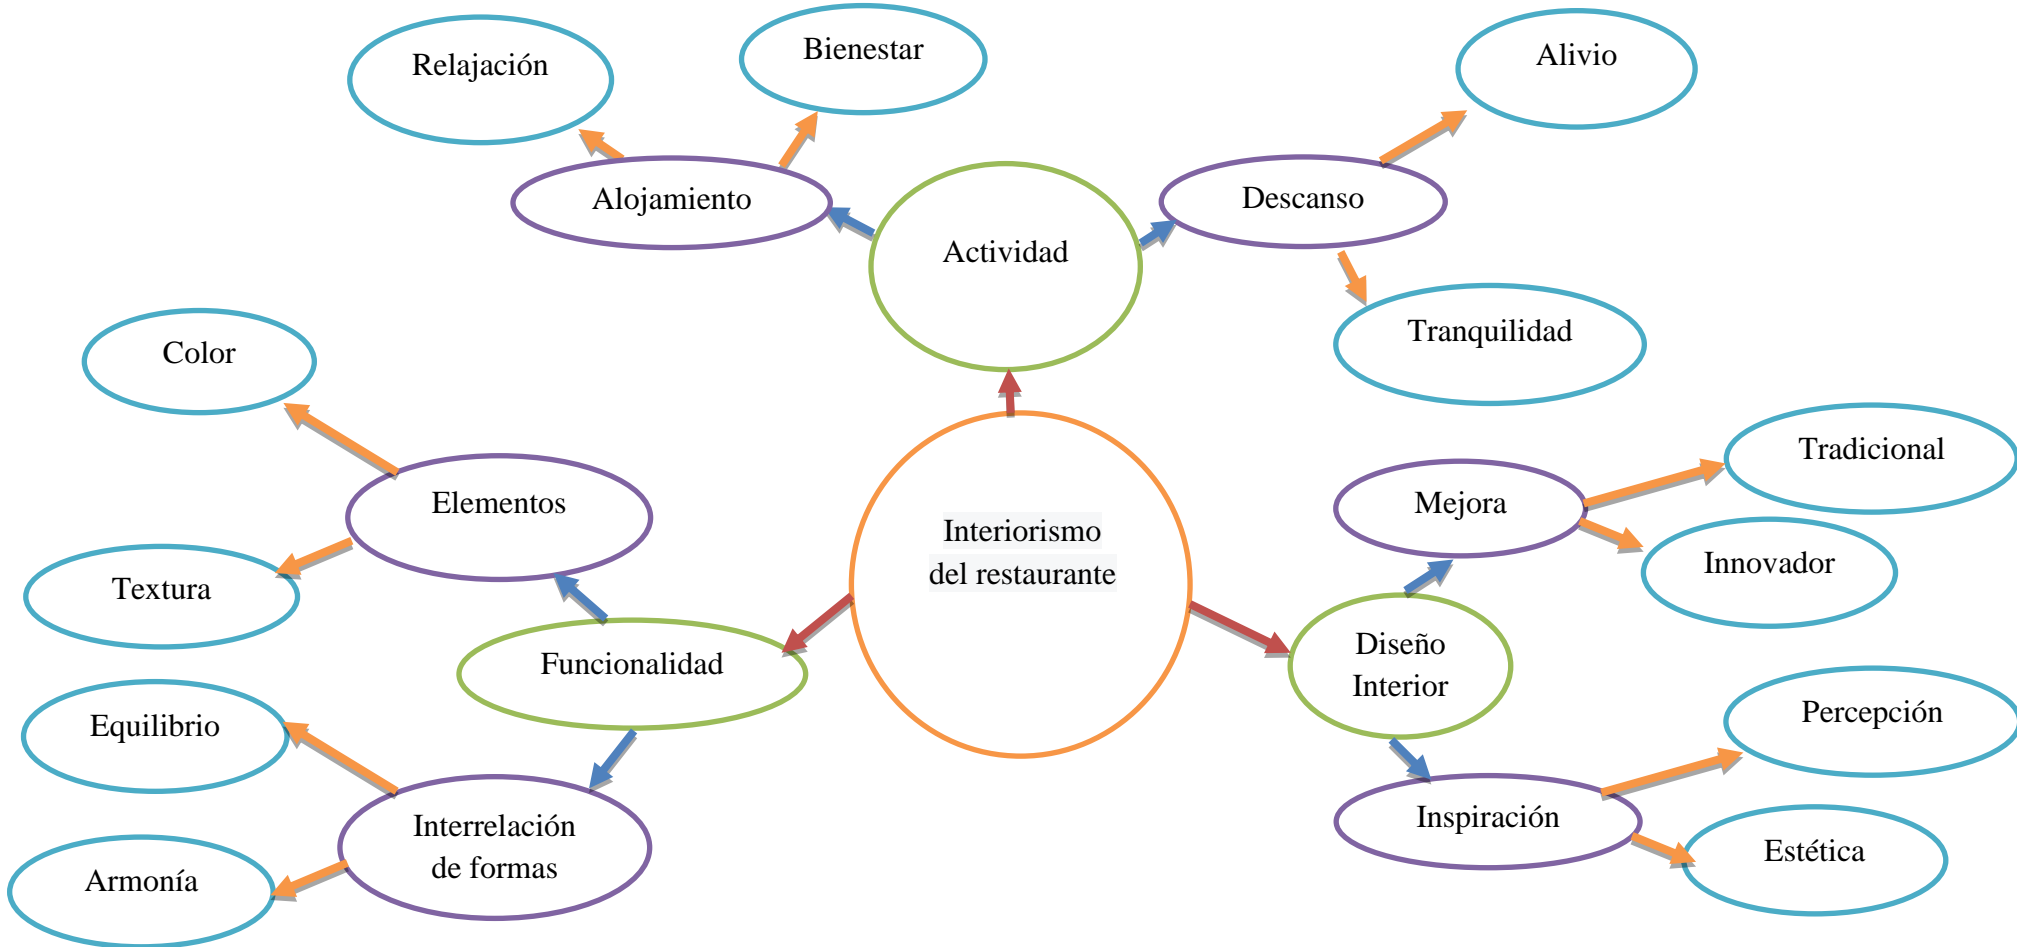 Bienestar
Alivio
Relajación
Alojamiento
Descanso
Actividad
Tranquilidad
Color
Tradicional
Elementos
Mejora
Interiorismo
del restaurante
Innovador
Textura
Funcionalidad
Diseño
Interior
Equilibrio
Percepción
Interrelación
de formas
Inspiración
Estética
Armonía